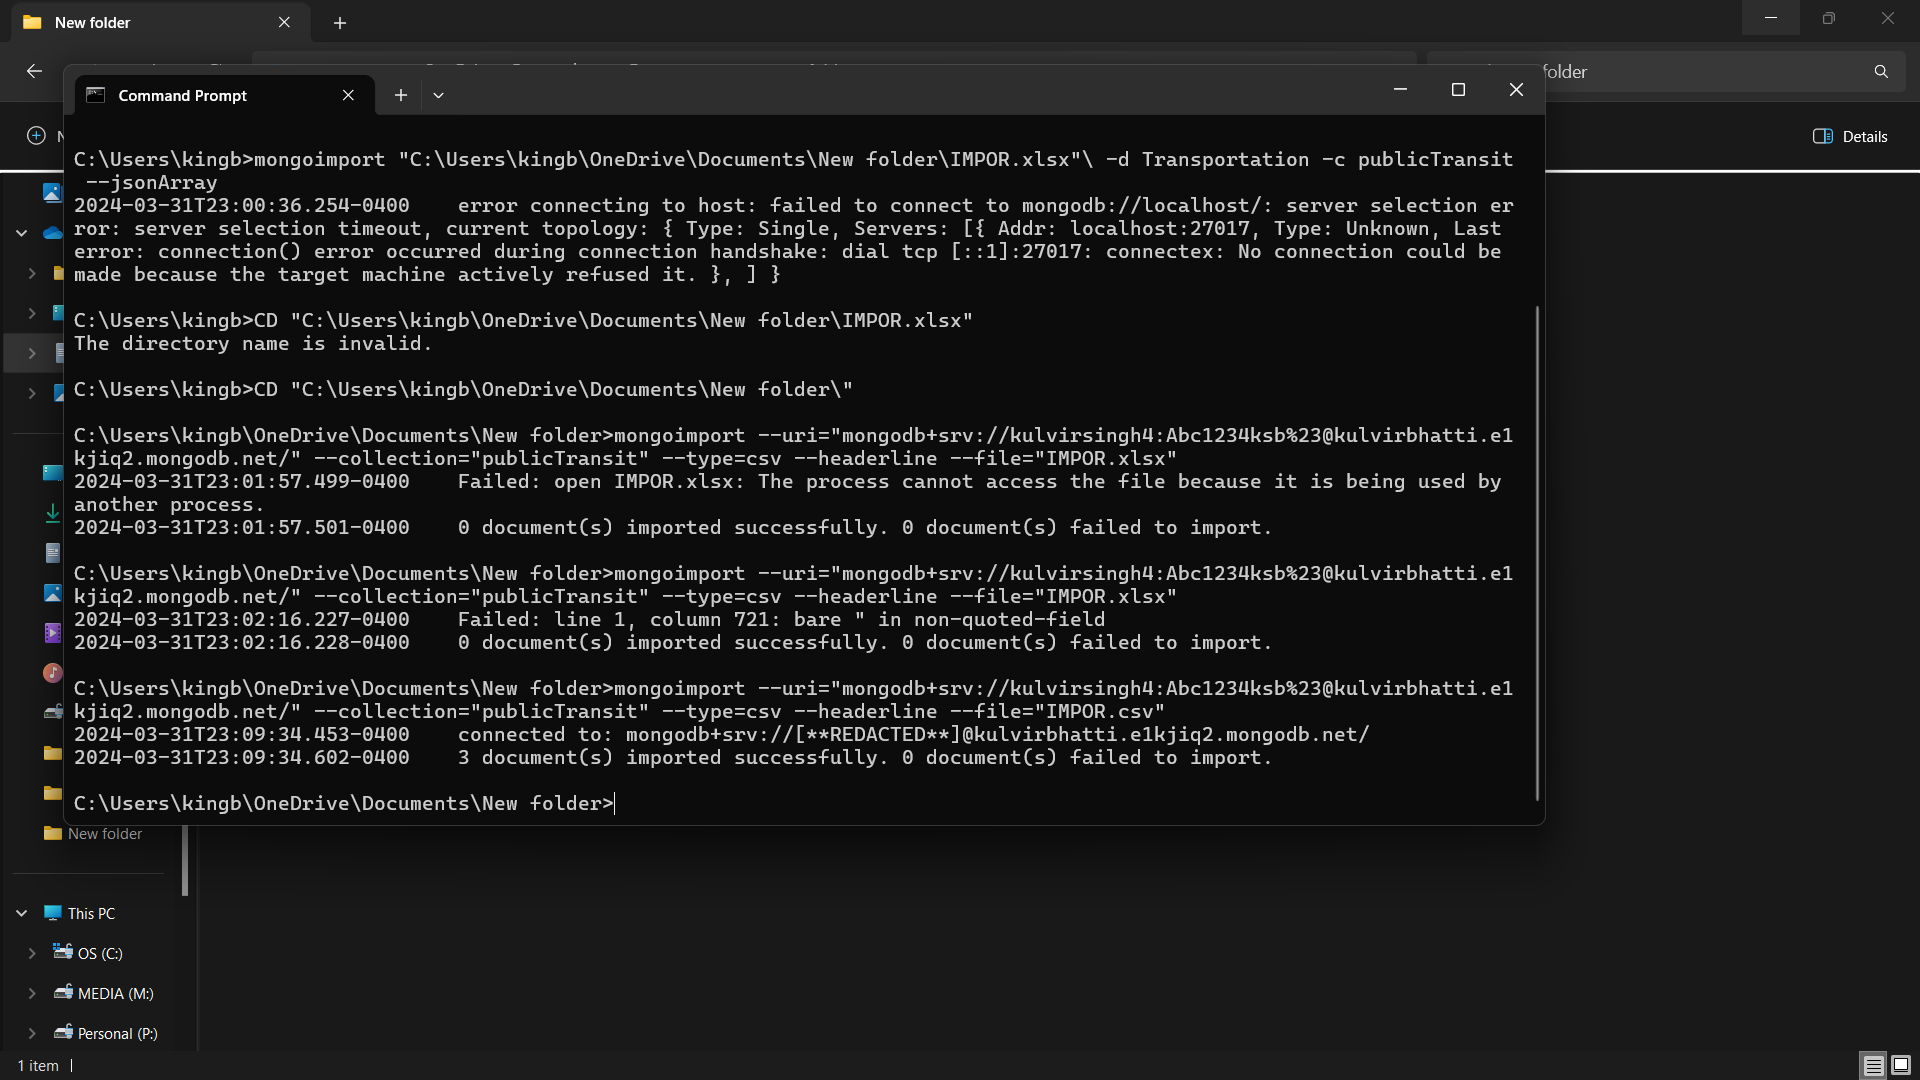 New folder
folder
Details
Command Prompt
C:\Users\kingb>mongoimport "C:\Users\kingb\OneDrive\Documents\New folder\IMPOR.xlsx"\ -d Transportation -c publicTransit
 --jsonArray
2024-03-31T23:00:36.254-0400    error connecting to host: failed to connect to mongodb://localhost/: server selection er
ror: server selection timeout, current topology: { Type: Single, Servers: [{ Addr: localhost:27017, Type: Unknown, Last
error: connection() error occurred during connection handshake: dial tcp [::1]:27017: connectex: No connection could be
made because the target machine actively refused it. }, ] }
C:\Users\kingb>CD "C:\Users\kingb\OneDrive\Documents\New folder\IMPOR.xlsx"
The directory name is invalid.
C:\Users\kingb>CD "C:\Users\kingb\OneDrive\Documents\New folder\"
C:\Users\kingb\OneDrive\Documents\New folder>mongoimport --uri="mongodb+srv://kulvirsingh4:Abc1234ksb%23@kulvirbhatti.e1
kjiq2.mongodb.net/" --collection="publicTransit" --type=csv --headerline --file="IMPOR.xlsx"
2024-03-31T23:01:57.499-0400    Failed: open IMPOR.xlsx: The process cannot access the file because it is being used by
another process.
2024-03-31T23:01:57.501-0400    0 document(s) imported successfully. 0 document(s) failed to import.
C:\Users\kingb\OneDrive\Documents\New folder>mongoimport --uri="mongodb+srv://kulvirsingh4:Abc1234ksb%23@kulvirbhatti.e1
kjiq2.mongodb.net/" --collection="publicTransit" --type=csv --headerline --file="IMPOR.xlsx"
2024-03-31T23:02:16.227-0400    Failed: line 1, column 721: bare " in non-quoted-field
2024-03-31T23:02:16.228-0400    0 document(s) imported successfully. 0 document(s) failed to import.
C:\Users\kingb\OneDrive\Documents\New folder>mongoimport --uri="mongodb+srv://kulvirsingh4:Abc1234ksb%23@kulvirbhatti.e1
kjiq2.mongodb.net/" --collection="publicTransit" --type=csv --headerline --file="IMPOR.csv"
2024-03-31T23:09:34.453-0400    connected to: mongodb+srv://[**REDACTED**]@kulvirbhatti.e1kjiq2.mongodb.net/
2024-03-31T23:09:34.602-0400    3 document(s) imported successfully. 0 document(s) failed to import.
C:\Users\kingb\OneDrive\Documents\New folder>
New folder
This PC
OS (C:)
MEDIA (M:)
Personal (P:)
1 item